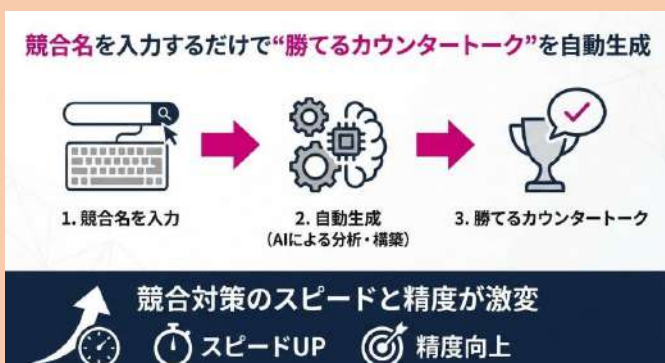 競合名を入力するだけで“勝てるカウンタートーク”を自動生成
1. 競合名を入力
2. 自動生成
(AIによる分析・構築)
3. 勝てるカウンタートーク
競合対策のスピードと精度が激変
スピードUP
精度向上